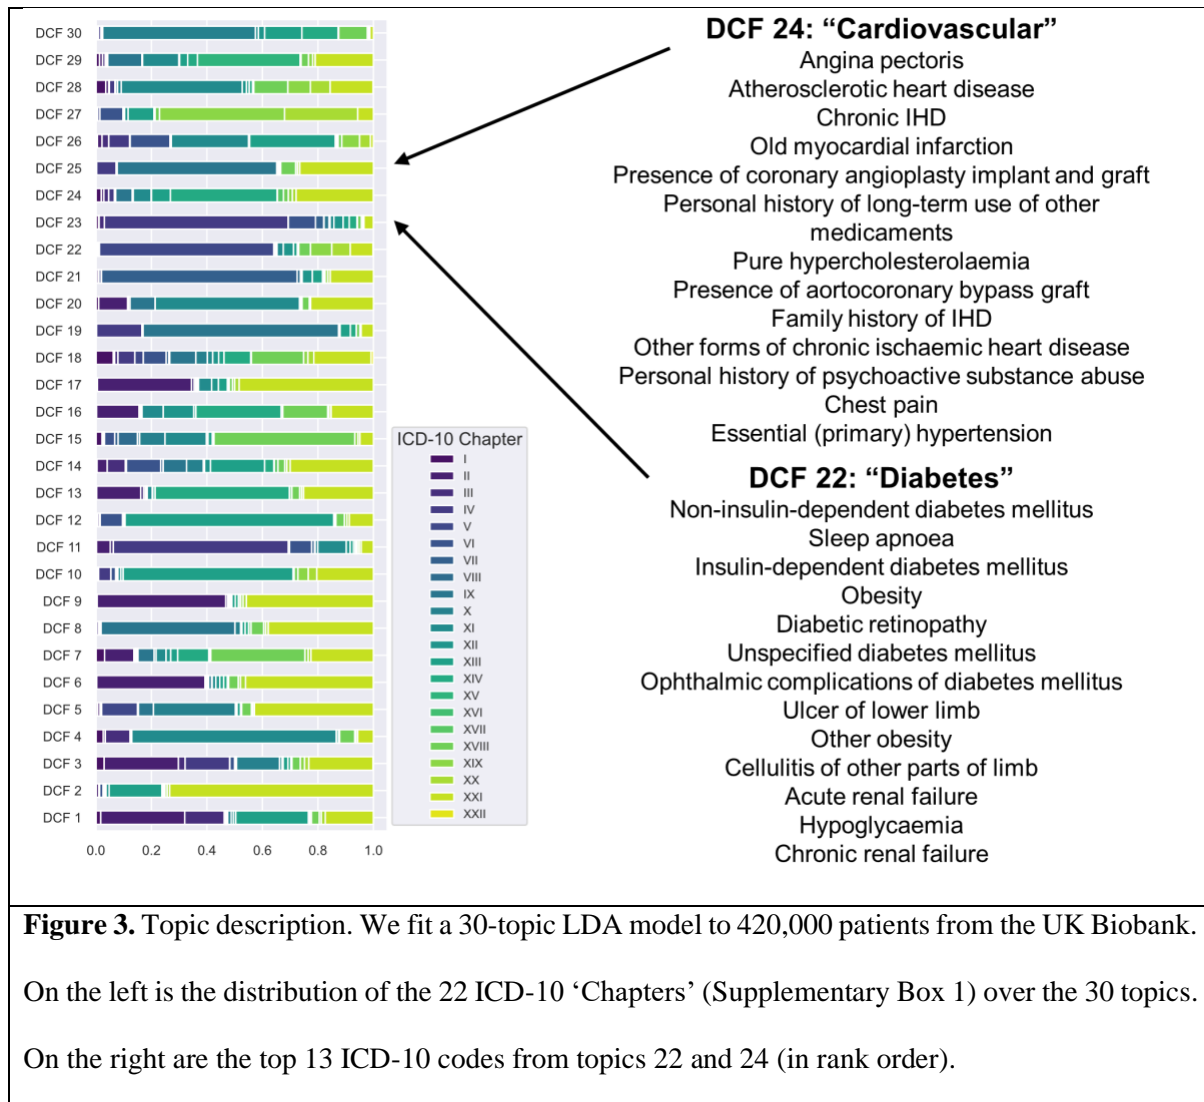 DCF 30
DCF 29
DCF 28
DCF 27
DCF 26
DCF 25
DCF 24
DCF 23
DCF 22
DCF 21
DCF 20
DCF 19
DCF 18
DCF 17
DCF 16
DCF 15
DCF 14
DCF 13
DCF 12
DCF 11
DCF 10
DCF 9
DCF 8
DCF 7
DCF 6
DCF 5
DCF 4
DCF 3
DCF 2
DCF 1
0.0 0.2 0.4 0.6 0.8 1.0
ICD-10 Chapter
I
II
III
IV
V
VI
VII
VIII
IX
X
XI
XII
XIII
XIV
XV
XVI
XVII
XVIII
XIX
XX
XXI
XXII
DCF 24: “Cardiovascular”
Angina pectoris
Atherosclerotic heart disease
Chronic IHD
Old myocardial infarction
Presence of coronary angioplasty implant and graft
Personal history of long-term use of other
medicaments
Pure hypercholesterolaemia
Presence of aortocoronary bypass graft
Family history of IHD
Other forms of chronic ischaemic heart disease
Personal history of psychoactive substance abuse
Chest pain
Essential (primary) hypertension
DCF 22: “Diabetes”
Non-insulin-dependent diabetes mellitus
Sleep apnoea
Insulin-dependent diabetes mellitus
Obesity
Diabetic retinopathy
Unspecified diabetes mellitus
Ophthalmic complications of diabetes mellitus
Ulcer of lower limb
Other obesity
Cellulitis of other parts of limb
Acute renal failure
Hypoglycaemia
Chronic renal failure
Figure 3. Topic description. We fit a 30-topic LDA model to 420,000 patients from the UK Biobank.
On the left is the distribution of the 22 ICD-10 ‘Chapters’ (Supplementary Box 1) over the 30 topics.
On the right are the top 13 ICD-10 codes from topics 22 and 24 (in rank order).